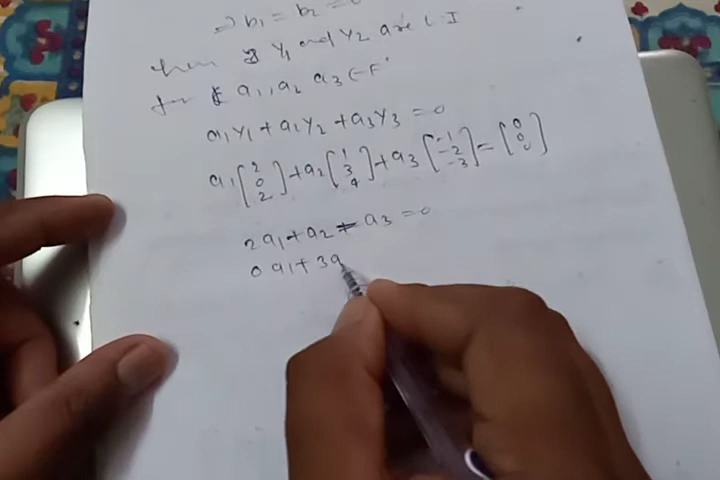 ⇒ b₁ = b₂ = 0
then Y₁ and Y₂ are L.I
for a₁, a₂ a₃ ∈ F
a₁Y₁ + a₁Y₂ + a₃Y₃ = 0
a₁ [2 0 2] + a₂ [1 3 4] + a₃ [-1 -2 -3] = [0 0 0]
2a₁ + a₂ - a₃ = 0
0a₁ + 3a